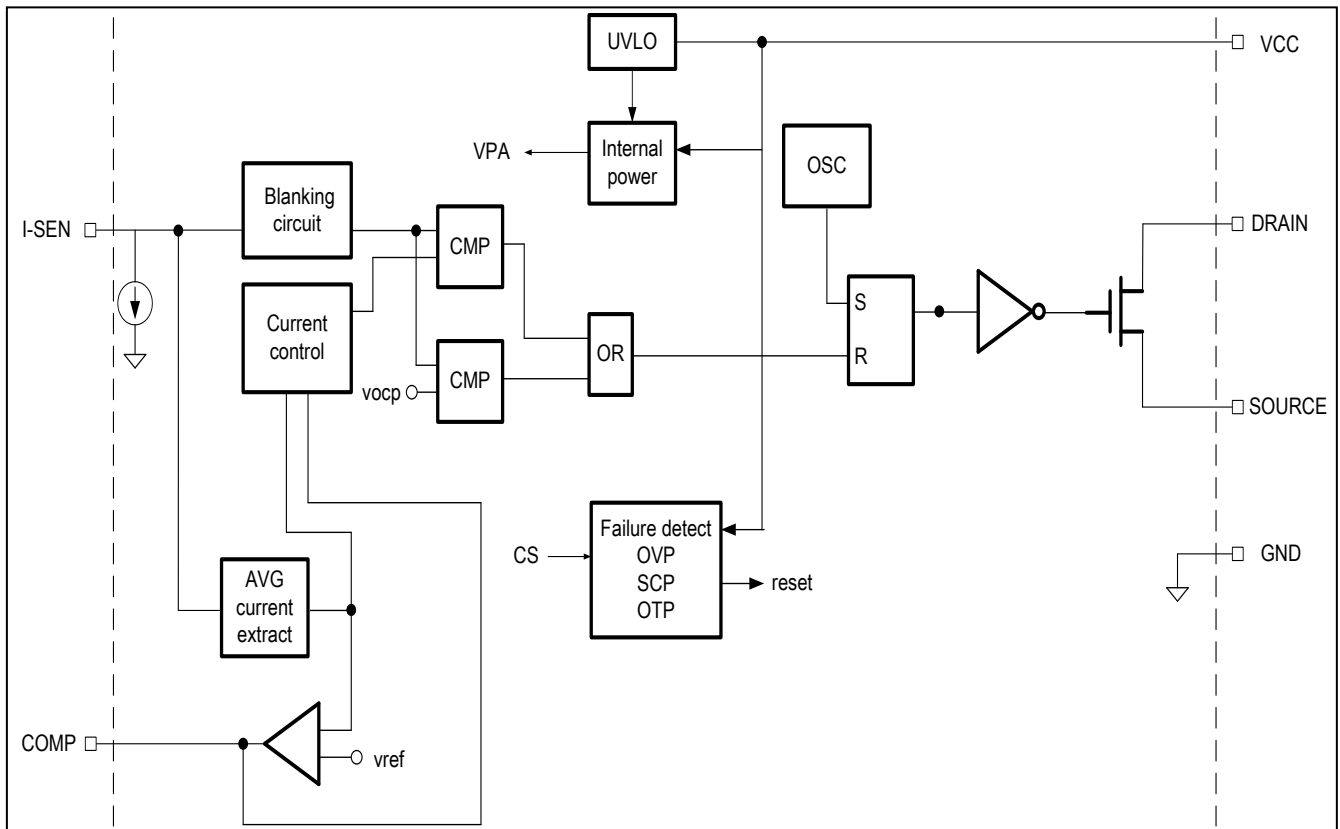 UVLO
VCC
VPA
Internal
power
OSC
Blanking
circuit
I-SEN
CMP
DRAIN
Current
control
S
OR
R
vocp
CMP
SOURCE
Failure detect
CS
OVP
SCP
OTP
reset
GND
AVG
current
extract
COMP
vref